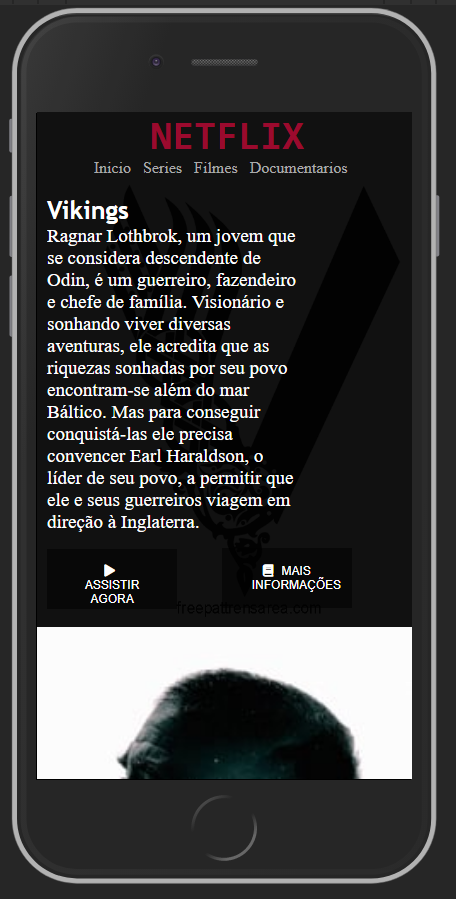 NETFLIX
Inicio Series Filmes Documentarios
Vikings
Ragnar Lothbrok, um jovem que
se considera descendente de
Odin, é um guerreiro, fazendeiro
e chefe de família. Visionário e
sonhando viver diversas
aventuras, ele acredita que as
riquezas sonhadas por seu povo
encontram-se além do mar
Báltico. Mas para conseguir
conquistá-las ele precisa
convencer Earl Haraldson, o
líder de seu povo, a permitir que
ele e seus guerreiros viagem em
direção à Inglaterra.
ASSISTIR
AGORA
MAIS
INFORMAÇÕES
freepatternsarea.com